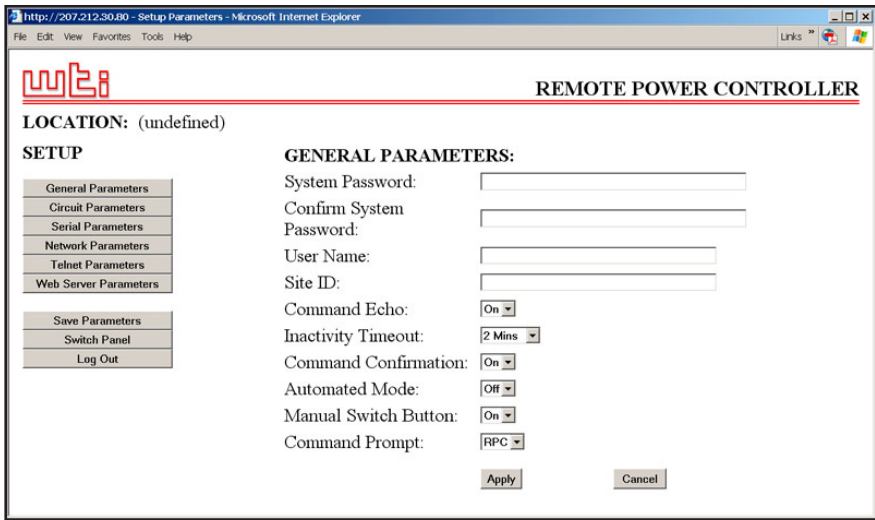 http://207.212.30.80 - Setup Parameters - Microsoft Internet Explorer
File Edit View Favorites Tools Help
Links »
wti
REMOTE POWER CONTROLLER
LOCATION: (undefined)
SETUP
General Parameters
Circuit Parameters
Serial Parameters
Network Parameters
Telnet Parameters
Web Server Parameters
Save Parameters
Switch Panel
Log Out
GENERAL PARAMETERS:
System Password:
Confirm System
Password:
User Name:
Site ID:
Command Echo: On
Inactivity Timeout: 2 Mins
Command Confirmation: On
Automated Mode: Off
Manual Switch Button: On
Command Prompt: RPC
Apply Cancel